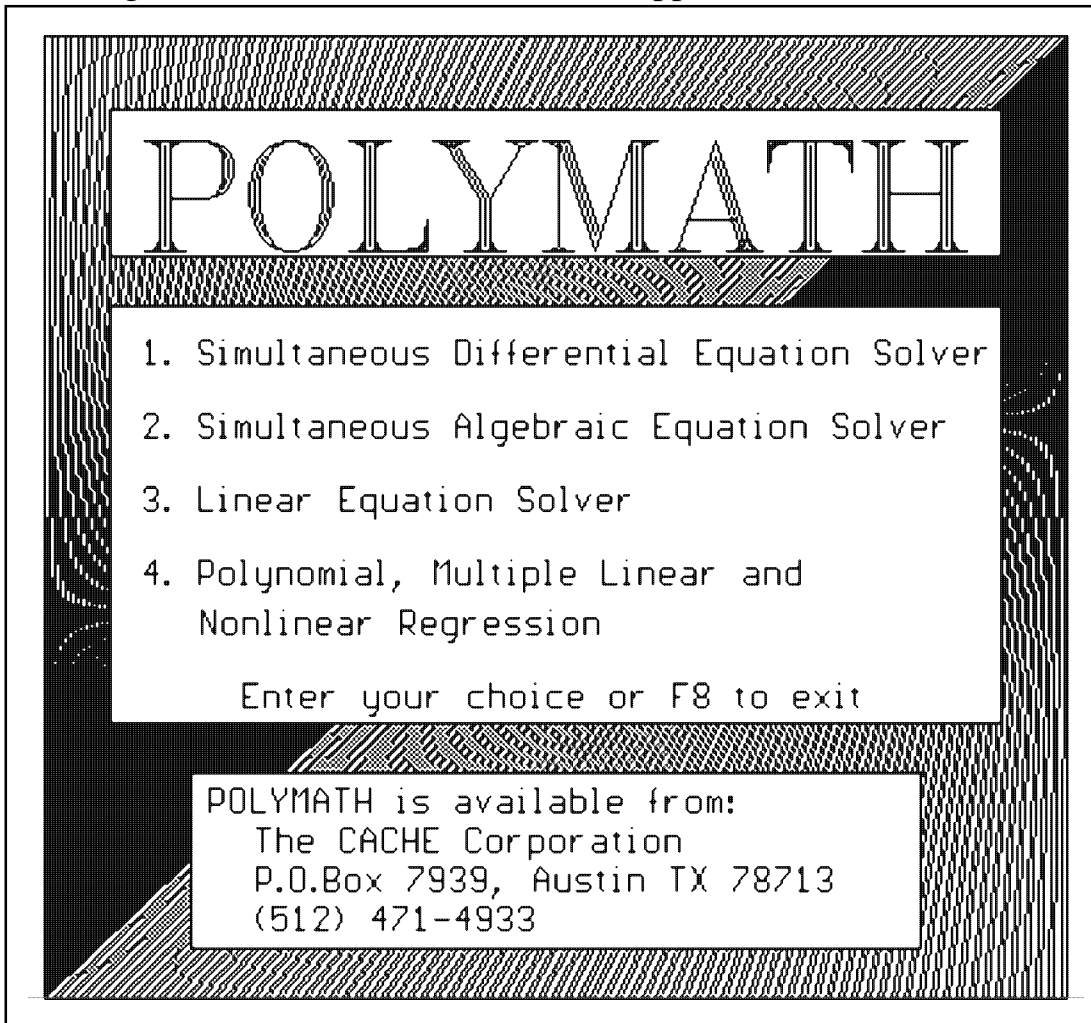 POLYMATH
1. Simultaneous Differential Equation Solver
2. Simultaneous Algebraic Equation Solver
3. Linear Equation Solver
4. Polynomial, Multiple Linear and
Nonlinear Regression
Enter your choice or F8 to exit
POLYMATH is available from:
The CACHE Corporation
P.O.Box 7939, Austin TX 78713
(512) 471-4933